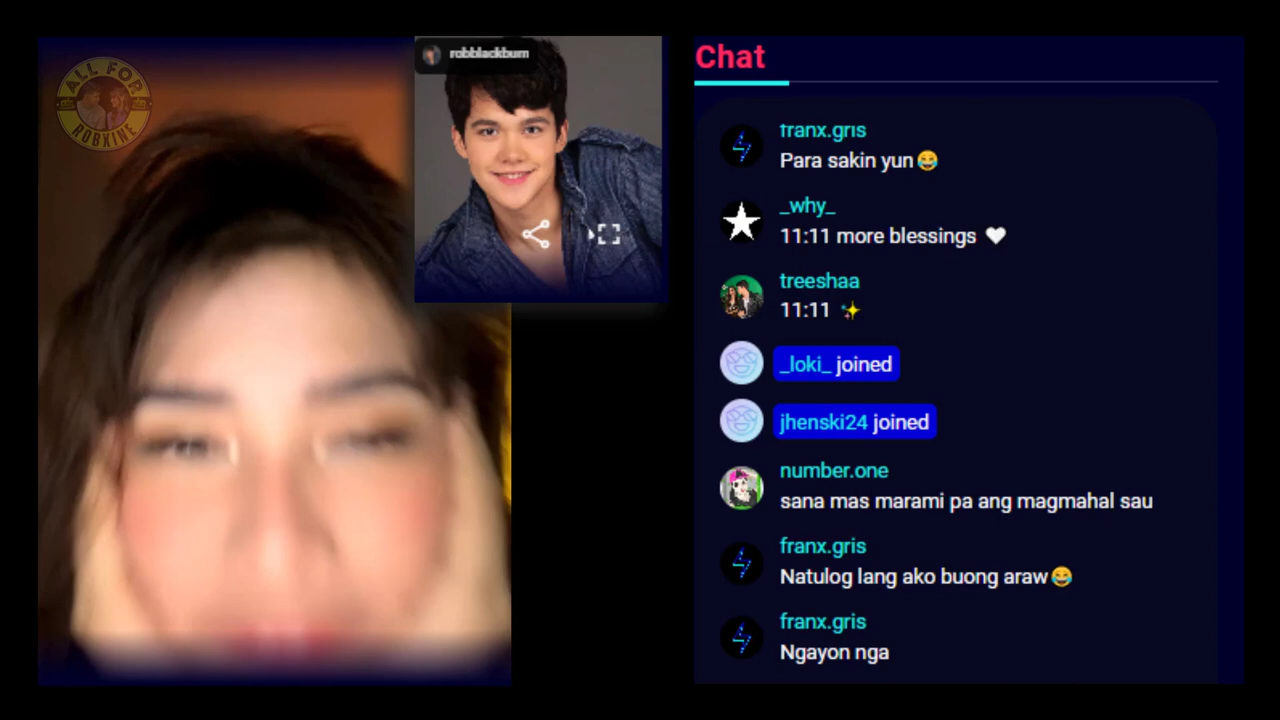 ALL FOR
ROBXINE
robblackburn
Chat
franx.gris
Para sakin yun😂
_why_
11:11 more blessings 🤍
treeshaa
11:11 ✨
_loki_ joined
jhenski24 joined
number.one
sana mas marami pa ang magmahal sau
franx.gris
Natulog lang ako buong araw😂
franx.gris
Ngayon nga